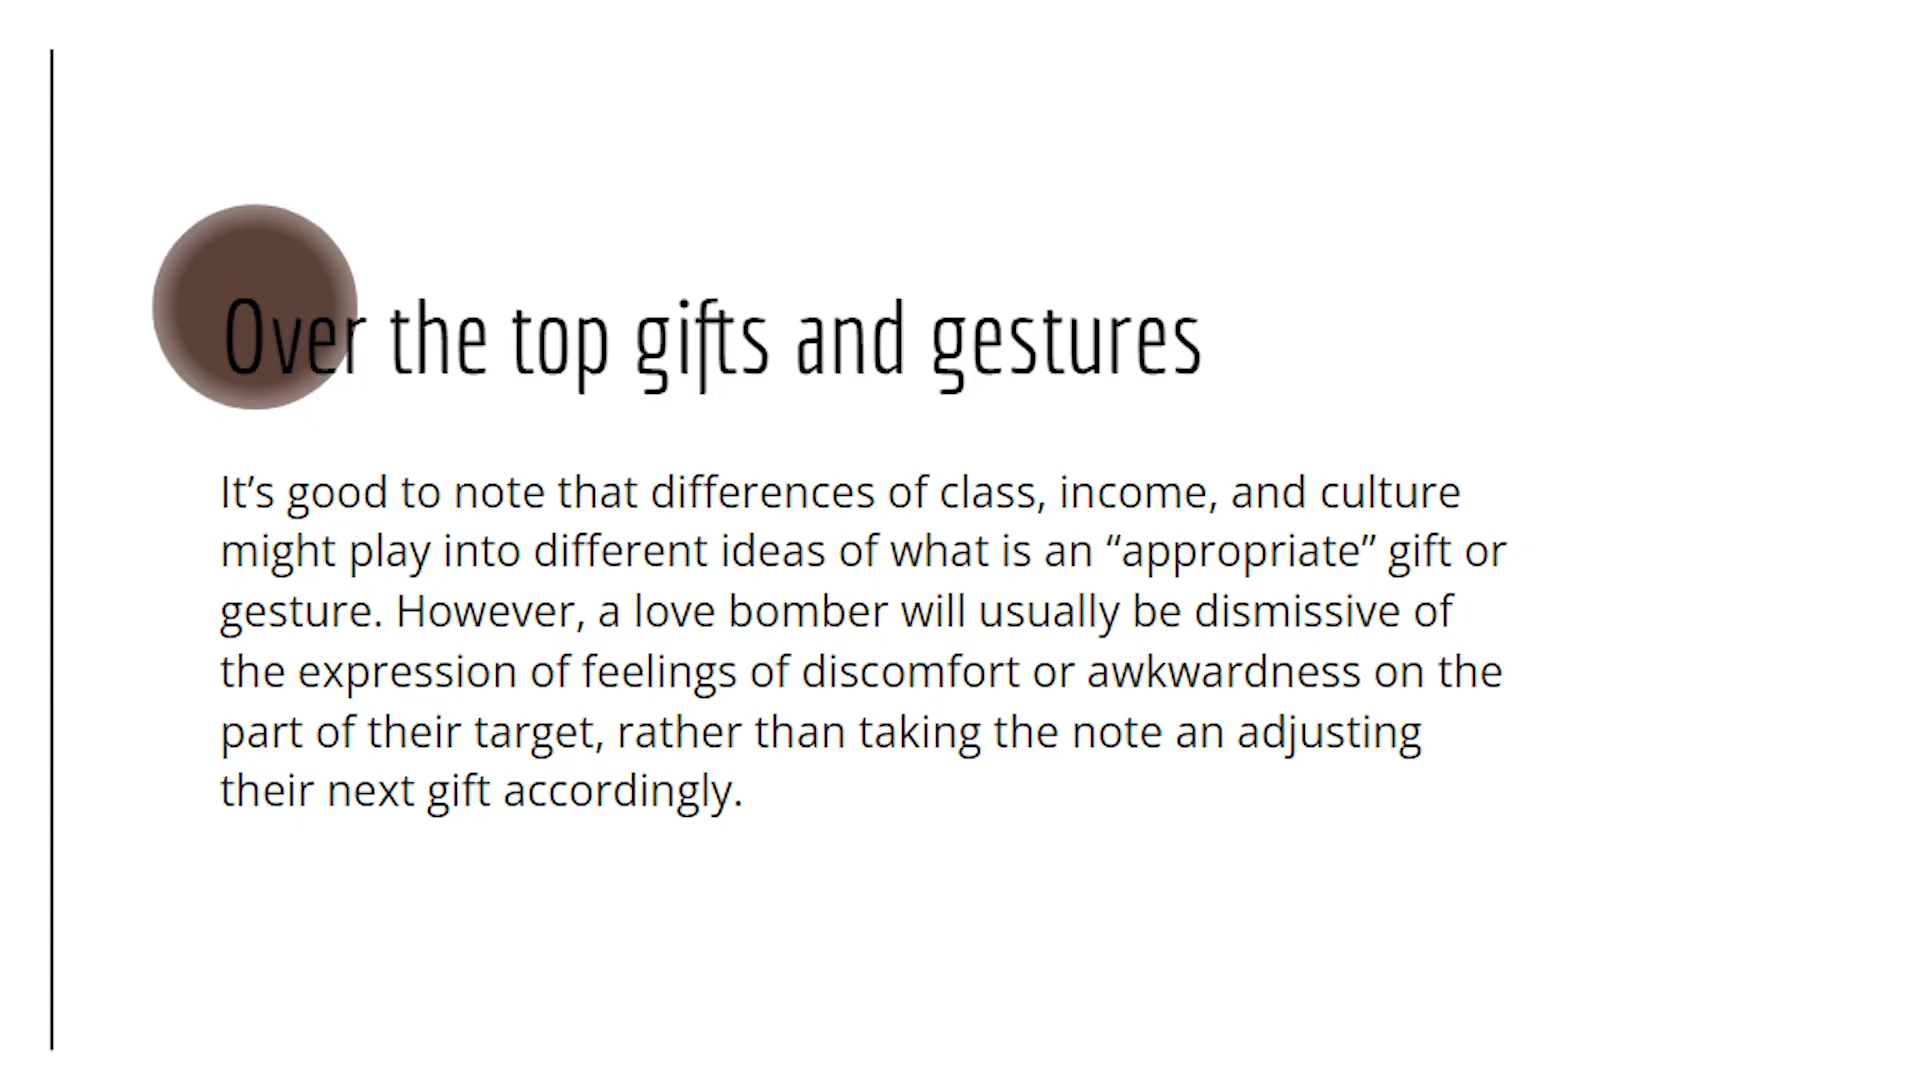 Over the top gifts and gestures
It’s good to note that differences of class, income, and culture
might play into different ideas of what is an “appropriate” gift or
gesture. However, a love bomber will usually be dismissive of
the expression of feelings of discomfort or awkwardness on the
part of their target, rather than taking the note an adjusting
their next gift accordingly.